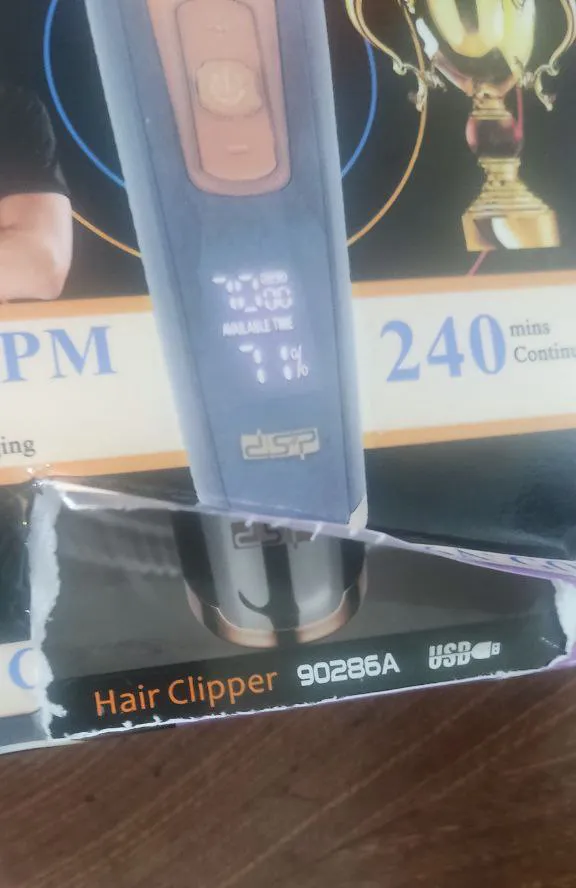 AVAILABLE TIME
%
PM
240
mins
Continu
ing
dsp
dsp
Hair Clipper 90286A USB